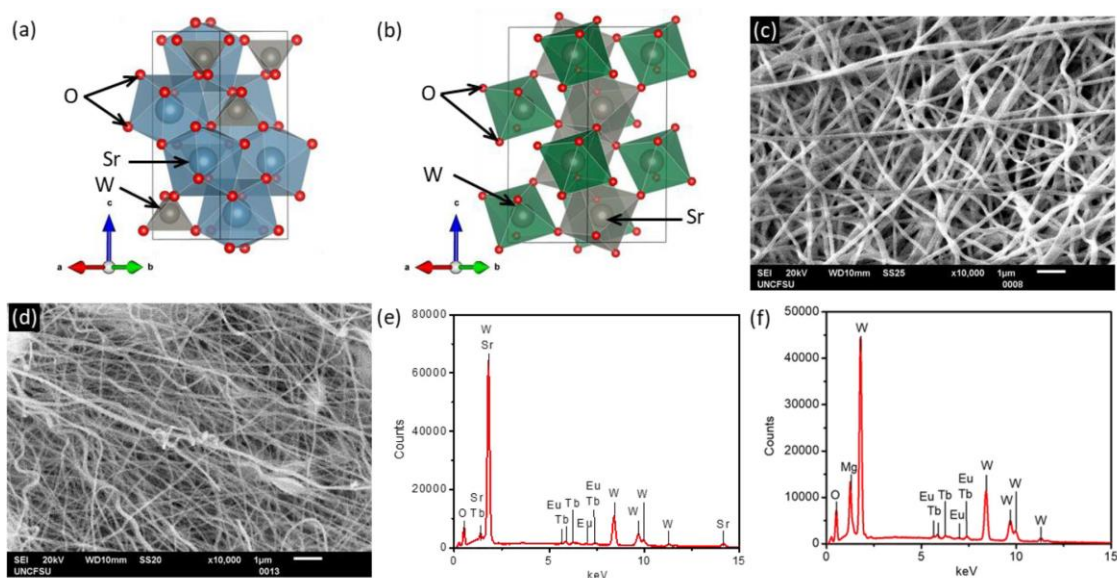 (a)
O
Sr
W
c
a
b
(b)
O
W
Sr
c
a
b
(c)
SEI 20kV WD10mm SS25 x10,000 1µm
UNCFSU 0008
(d)
SEI 20kV WD10mm SS20 x10,000 1µm
UNCFSU 0013
(e)
80000
60000
40000
20000
0
Counts
W
Sr
Sr
Tb
O
Eu
Tb
Tb
Eu
Eu
Tb
W
W
W
Sr
0
5
10
15
keV
(f)
50000
40000
30000
20000
10000
0
Counts
W
Mg
O
Eu
Tb
Tb
Eu
Eu
Tb
W
W
W
W
0
5
10
15
keV